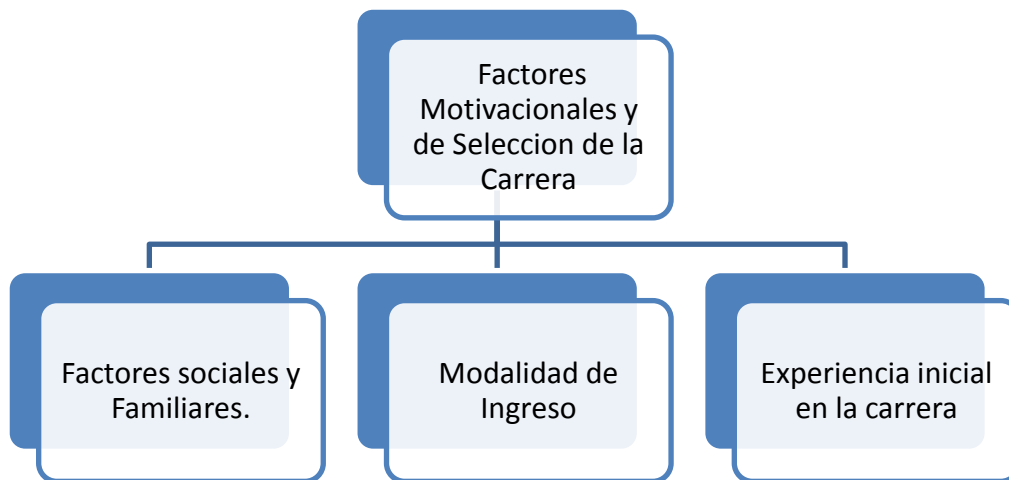 Factores
Motivacionales y
de Seleccion de la
Carrera
Factores sociales y
Familiares.
Modalidad de
Ingreso
Experiencia inicial
en la carrera